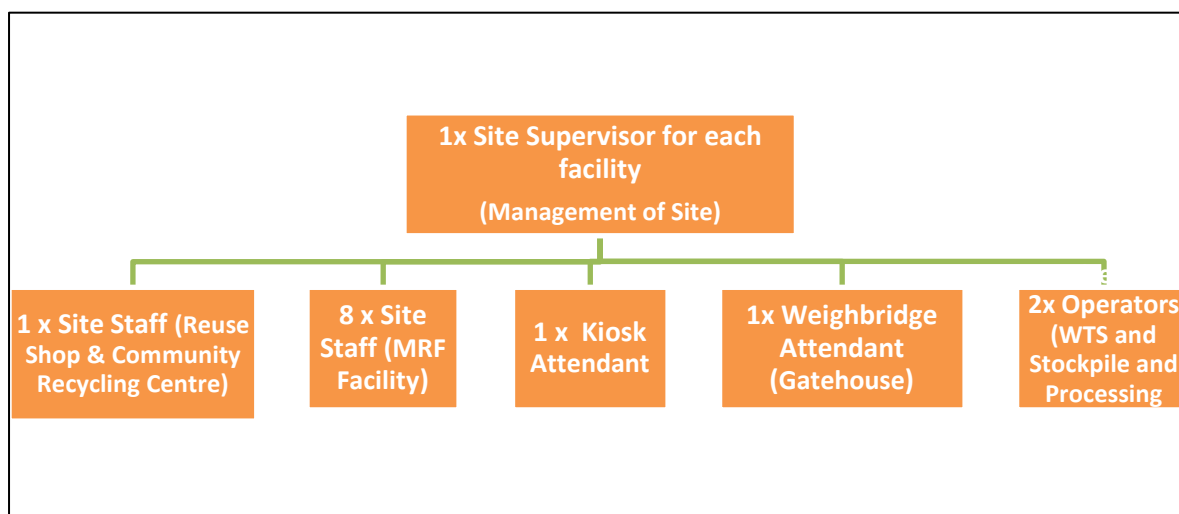 1x Site Supervisor for each
facility
(Management of Site)
1 x Site Staff (Reuse
Shop & Community
Recycling Centre)
8 x Site
Staff (MRF
Facility)
1 x Kiosk
Attendant
1x Weighbridge
Attendant
(Gatehouse)
2x Operators
(WTS and
Stockpile and
Processing